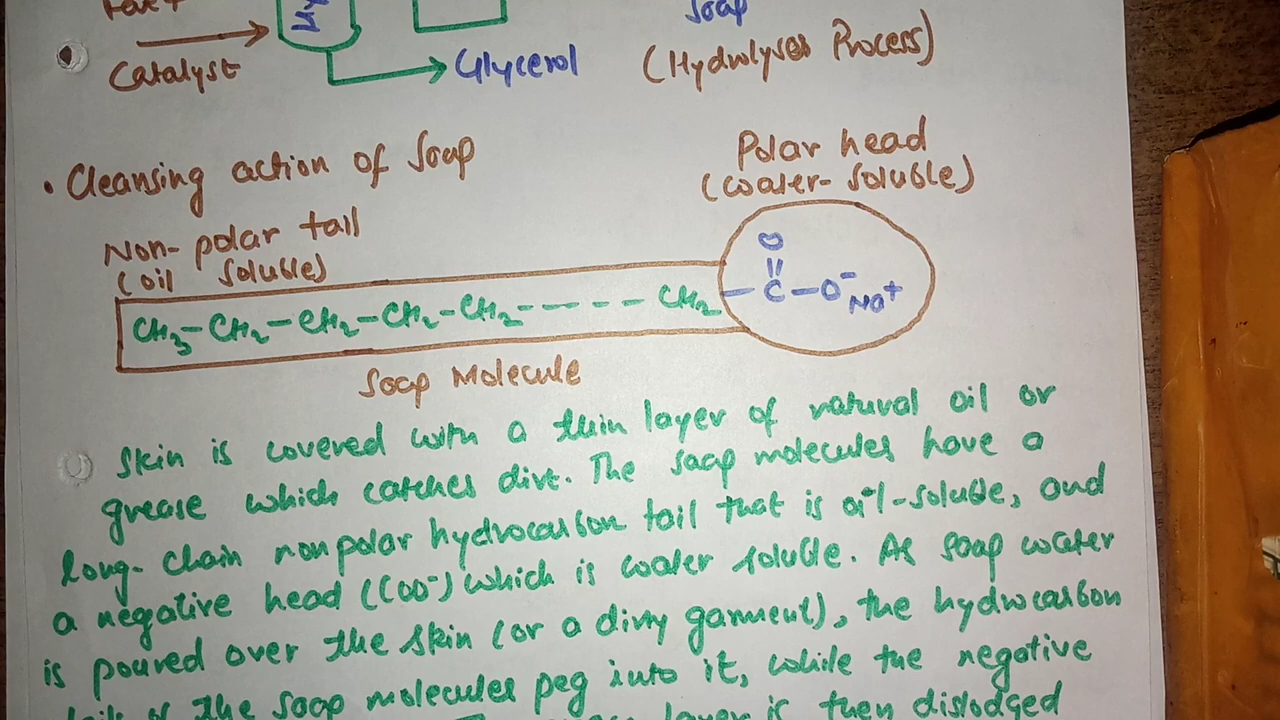 Catalyst
Glycerol
Soap
(Hydrolyses Process)
• Cleansing action of Soap
Polar head
(water-soluble)
Non-polar tail
(oil soluble)
O
||
CH3-CH2-CH2-CH2-CH2----- CH2 - C - O⁻ Na⁺
Soap Molecule
Skin is covered with a thin layer of natural oil or
grease which catches dirt. The soap molecules have a
long-chain nonpolar hydrocarbon tail that is oil-soluble, and
a negative head (COO⁻) which is water soluble. As soap water
is poured over the skin (or a dirty garment), the hydrocarbon
the soap molecules peg into it, while the negative
layer is then dislodged